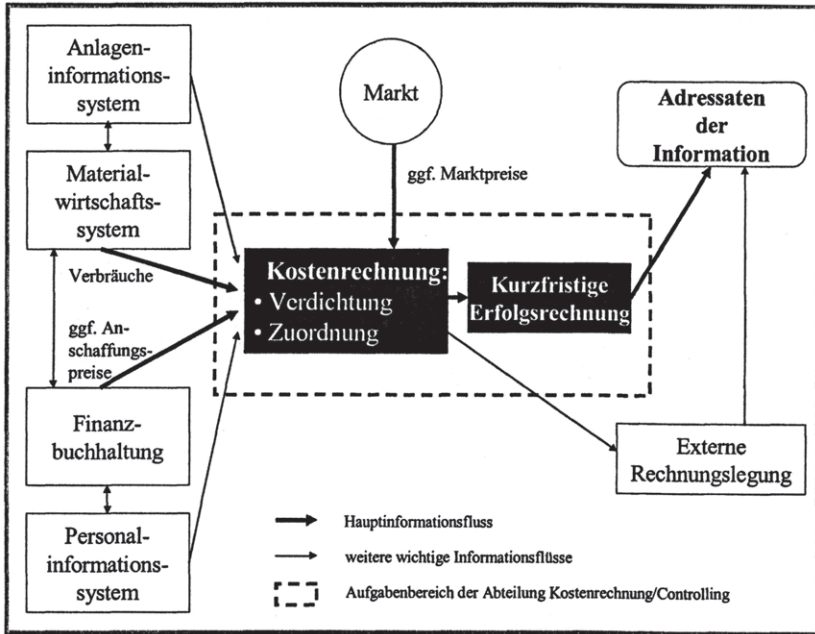 Anlagen-
informations-
system
Material-
wirtschafts-
system
Verbräuche
ggf. An-
schaffungs-
preise
Finanz-
buchhaltung
Personal-
informations-
system
Markt
ggf. Marktpreise
Kostenrechnung:
• Verdichtung
• Zuordnung
Kurzfristige
Erfolgsrechnung
Adressaten
der
Information
Externe
Rechnungslegung
Hauptinformationsfluss
weitere wichtige Informationsflüsse
Aufgabenbereich der Abteilung Kostenrechnung/Controlling